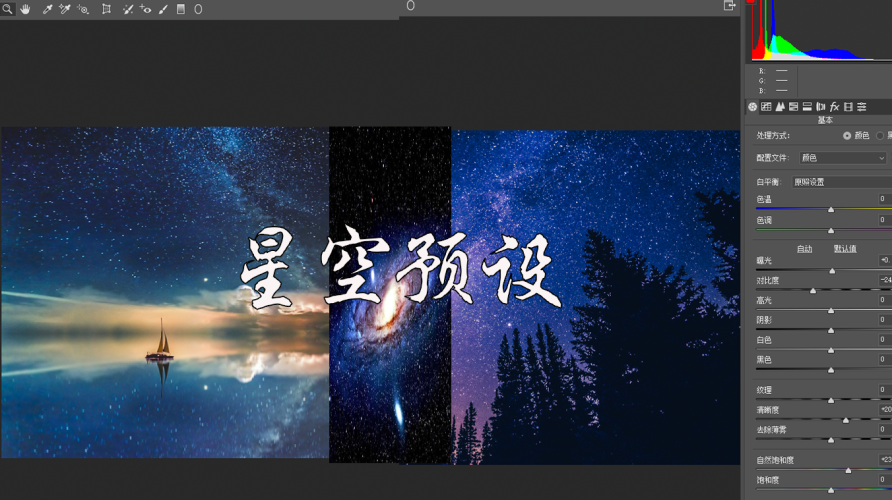 星空预设
R: ---
G: ---
B: ---
基本
处理方式: 颜色
配置文件: 颜色
白平衡: 原照设置
色温 0
色调 0
自动 默认值
曝光
对比度 -24
高光 0
阴影 0
白色 0
黑色 0
纹理 0
清晰度 +20
去除薄雾 0
自然饱和度 +23
饱和度 0